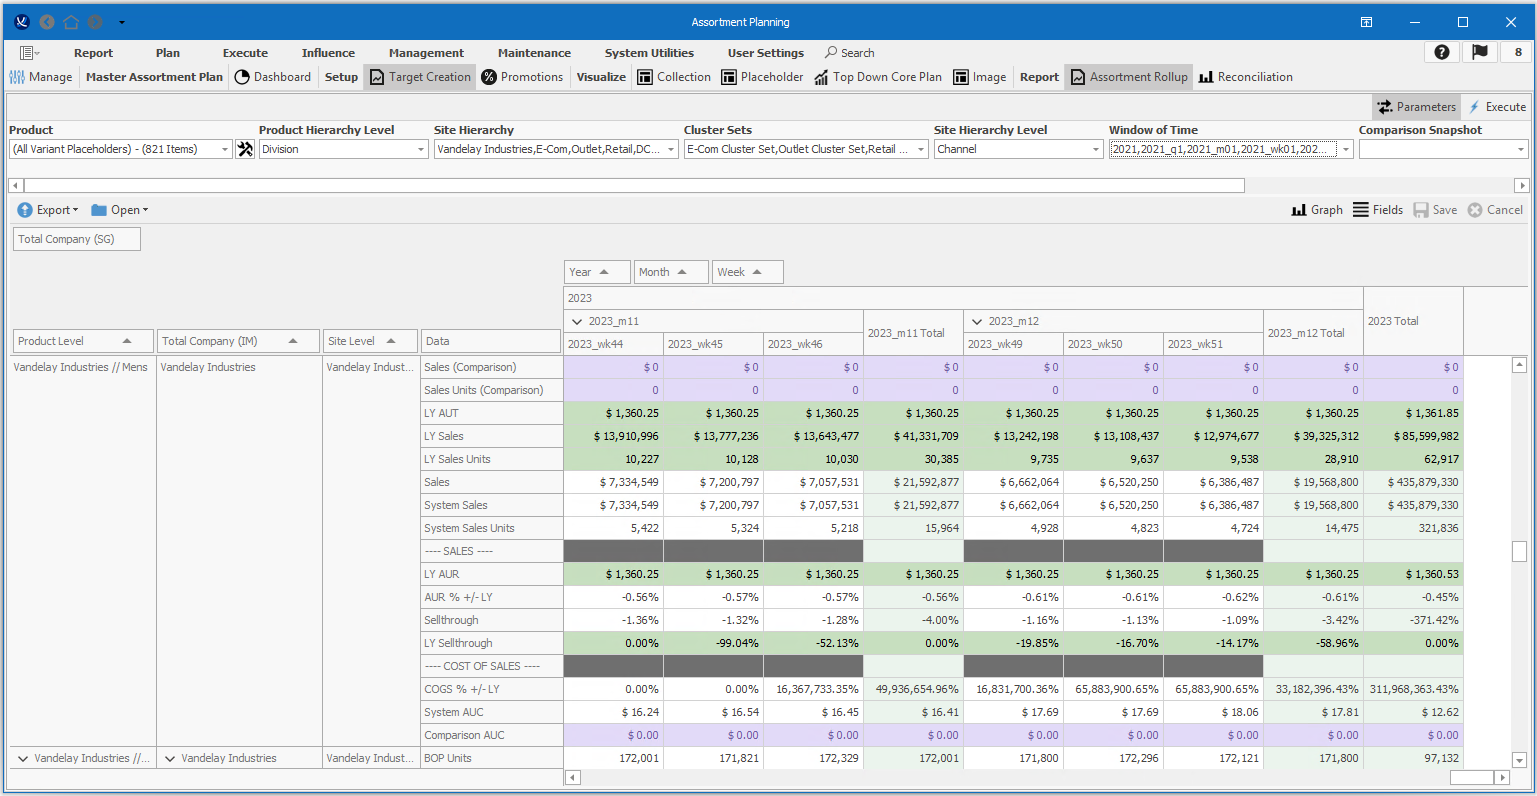 Assortment Planning
Report Plan Execute Influence Management Maintenance System Utilities User Settings Search 8
Manage Master Assortment Plan Dashboard Setup Target Creation Promotions Visualize Collection Placeholder Top Down Core Plan Image Report Assortment Rollup Reconciliation
Parameters Execute
Product Product Hierarchy Level Site Hierarchy Cluster Sets Site Hierarchy Level Window of Time Comparison Snapshot
(All Variant Placeholders) - (821 Items) Division Vandelay Industries,E-Com,Outlet,Retail,DC... E-Com Cluster Set,Outlet Cluster Set,Retail ... Channel 2021,2021_q1,2021_m01,2021_wk01,202...
Export Open Graph Fields Save Cancel
Total Company (SG)
Year Month Week
2023
2023_m11 2023_m11 Total 2023_m12 2023_m12 Total 2023 Total
Product Level Total Company (IM) Site Level Data 2023_wk44 2023_wk45 2023_wk46 2023_wk49 2023_wk50 2023_wk51
Vandelay Industries // Mens Vandelay Industries Vandelay Indust... Sales (Comparison) $ 0 $ 0 $ 0 $ 0 $ 0 $ 0 $ 0 $ 0 $ 0
Sales Units (Comparison) 0 0 0 0 0 0 0 0 0
LY AUT $ 1,360.25 $ 1,360.25 $ 1,360.25 $ 1,360.25 $ 1,360.25 $ 1,360.25 $ 1,360.25 $ 1,360.25 $ 1,361.85
LY Sales $ 13,910,996 $ 13,777,236 $ 13,643,477 $ 41,331,709 $ 13,242,198 $ 13,108,437 $ 12,974,677 $ 39,325,312 $ 85,599,982
LY Sales Units 10,227 10,128 10,030 30,385 9,735 9,637 9,538 28,910 62,917
Sales $ 7,334,549 $ 7,200,797 $ 7,057,531 $ 21,592,877 $ 6,662,064 $ 6,520,250 $ 6,386,487 $ 19,568,800 $ 435,879,330
System Sales $ 7,334,549 $ 7,200,797 $ 7,057,531 $ 21,592,877 $ 6,662,064 $ 6,520,250 $ 6,386,487 $ 19,568,800 $ 435,879,330
System Sales Units 5,422 5,324 5,218 15,964 4,928 4,823 4,724 14,475 321,836
---- SALES ----
LY AUR $ 1,360.25 $ 1,360.25 $ 1,360.25 $ 1,360.25 $ 1,360.25 $ 1,360.25 $ 1,360.25 $ 1,360.25 $ 1,360.53
AUR % +/- LY -0.56% -0.57% -0.57% -0.56% -0.61% -0.61% -0.62% -0.61% -0.45%
Sellthrough -1.36% -1.32% -1.28% -4.00% -1.16% -1.13% -1.09% -3.42% -371.42%
LY Sellthrough 0.00% -99.04% -52.13% 0.00% -19.85% -16.70% -14.17% -58.96% 0.00%
---- COST OF SALES ----
COGS % +/- LY 0.00% 0.00% 16,367,733.35% 49,936,654.96% 16,831,700.36% 65,883,900.65% 65,883,900.65% 33,182,396.43% 311,968,363.43%
System AUC $ 16.24 $ 16.54 $ 16.45 $ 16.41 $ 17.69 $ 17.69 $ 18.06 $ 17.81 $ 12.62
Comparison AUC $ 0.00 $ 0.00 $ 0.00 $ 0.00 $ 0.00 $ 0.00 $ 0.00 $ 0.00 $ 0.00
Vandelay Industries //... Vandelay Industries Vandelay Indust... BOP Units 172,001 171,821 172,329 172,001 171,800 172,296 172,121 171,800 97,132